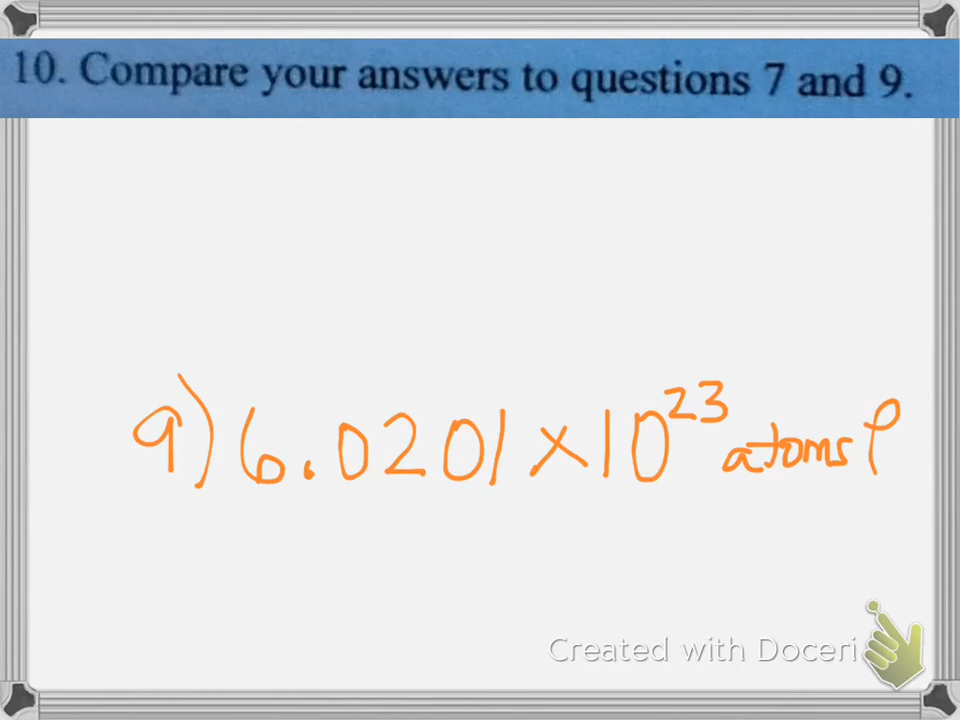 10. Compare your answers to questions 7 and 9.
9) 6.0201 × 10²³ atoms P
Created with Doceri